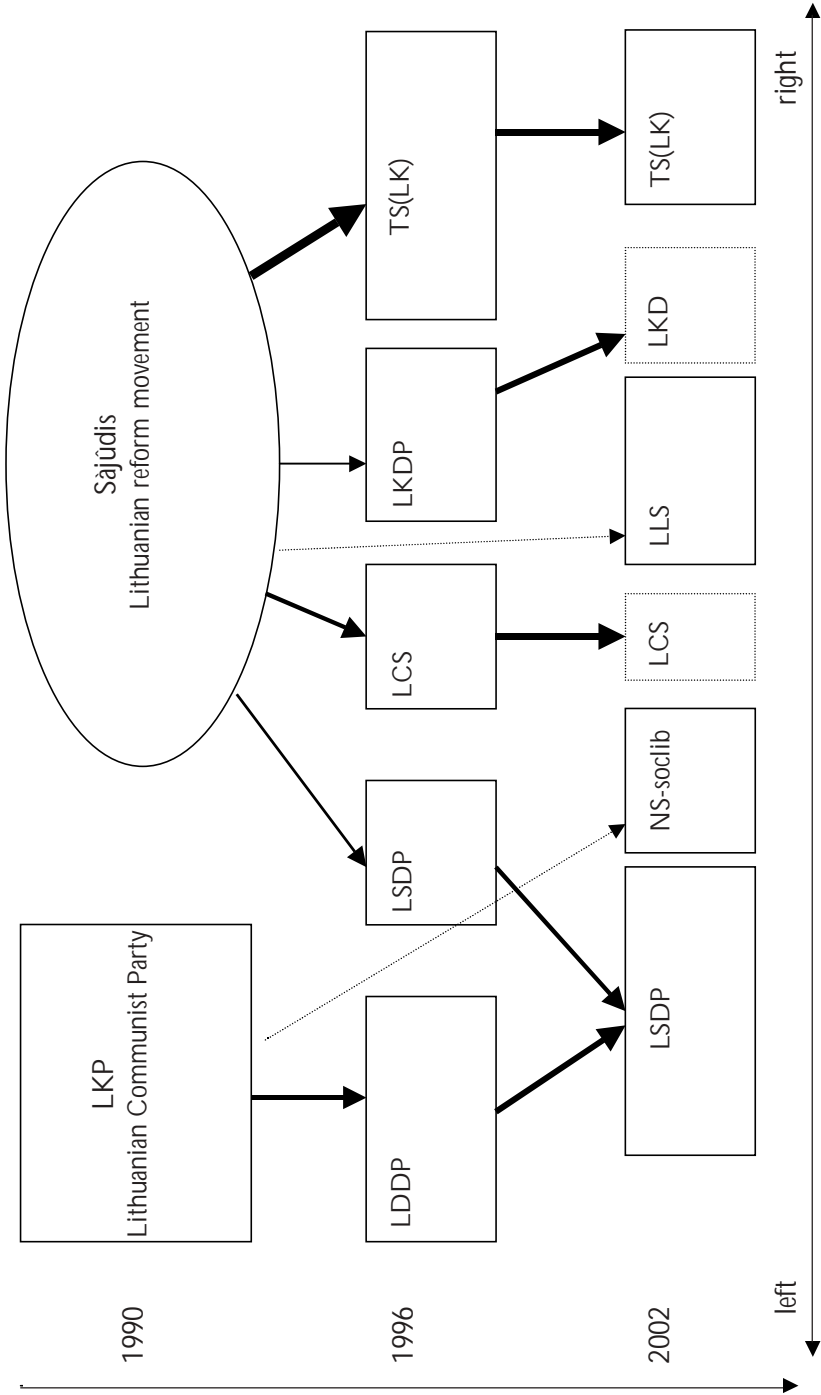 1990
LKP
Lithuanian Communist Party
Sàjûdis
Lithuanian reform movement
1996
LDDP
LSDP
LCS
LKDP
TS(LK)
2002
LSDP
NS-soclib
LCS
LLS
LKD
TS(LK)
left
right